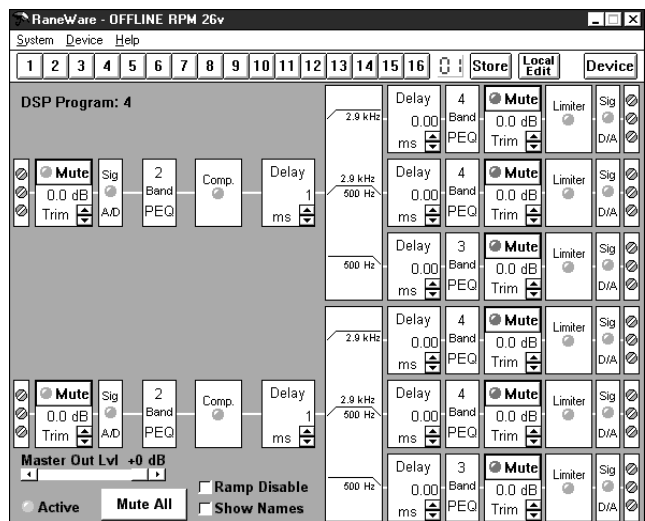 RaneWare - OFFLINE RPM 26v
System Device Help
1 2 3 4 5 6 7 8 9 10 11 12 13 14 15 16 01 Store Local Edit Device
DSP Program: 4
2.9 kHz
Delay 0.00 ms
4 Band PEQ
Mute 0.0 dB Trim
Limiter
Sig D/A
Mute 0.0 dB Trim
Sig A/D
2 Band PEQ
Comp.
Delay 1 ms
2.9 kHz
500 Hz
Delay 0.00 ms
4 Band PEQ
Mute 0.0 dB Trim
Limiter
Sig D/A
500 Hz
Delay 0.00 ms
3 Band PEQ
Mute 0.0 dB Trim
Limiter
Sig D/A
2.9 kHz
Delay 0.00 ms
4 Band PEQ
Mute 0.0 dB Trim
Limiter
Sig D/A
Mute 0.0 dB Trim
Sig A/D
2 Band PEQ
Comp.
Delay 1 ms
2.9 kHz
500 Hz
Delay 0.00 ms
4 Band PEQ
Mute 0.0 dB Trim
Limiter
Sig D/A
500 Hz
Delay 0.00 ms
3 Band PEQ
Mute 0.0 dB Trim
Limiter
Sig D/A
Master Out Lvl +0 dB
Active
Mute All
Ramp Disable
Show Names